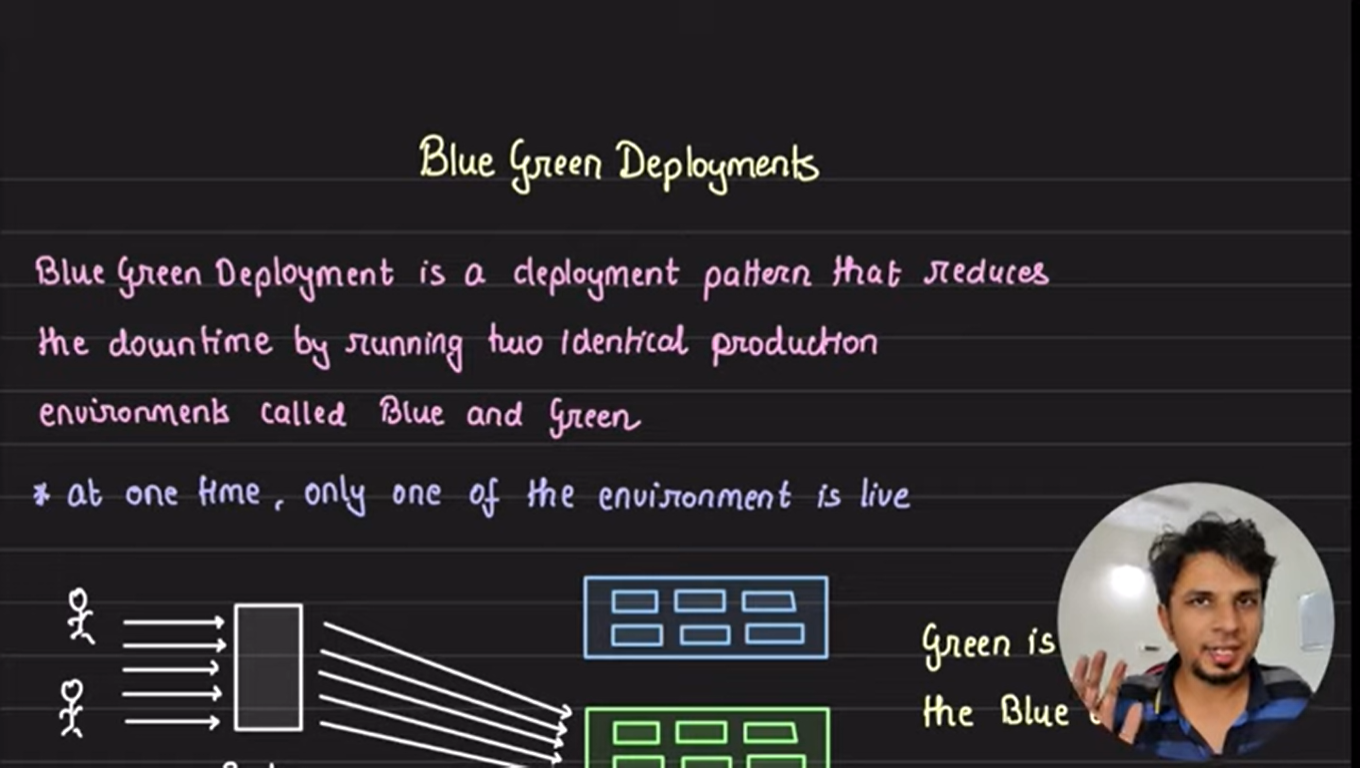 Blue Green Deployments
Blue Green Deployment is a deployment pattern that reduces
the downtime by running two identical production
environments called Blue and Green
* at one time, only one of the environment is live
Green is
the Blue